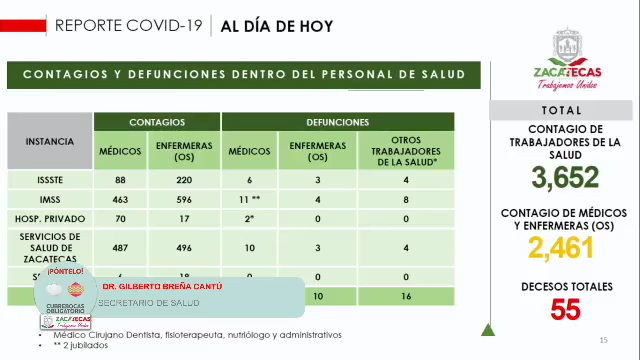 REPORTE COVID-19 AL DÍA DE HOY
CONTAGIOS Y DEFUNCIONES DENTRO DEL PERSONAL DE SALUD
ZACATECAS
Trabajemos Unidos
INSTANCIA CONTAGIOS DEFUNCIONES
MÉDICOS ENFERMERAS (OS) MÉDICOS ENFERMERAS (OS) OTROS TRABAJADORES DE LA SALUD*
ISSSTE 88 220 6 3 4
IMSS 463 596 11 ** 4 8
HOSP. PRIVADO 70 17 2* 0 0
SERVICIOS DE SALUD DE ZACATECAS 487 496 10 3 4
0 0 0
10 16
TOTAL
CONTAGIO DE
TRABAJADORES DE LA
SALUD
3,652
CONTAGIO DE MÉDICOS
Y ENFERMERAS (OS)
2,461
DECESOS TOTALES
55
¡PÓNTELO!
CUBREBOCAS
OBLIGATORIO
ZACATECAS
Trabajemos Unidos
DR. GILBERTO BREÑA CANTÚ
SECRETARIO DE SALUD
• Médico Cirujano Dentista, fisioterapeuta, nutriólogo y administrativos
• ** 2 jubilados
15